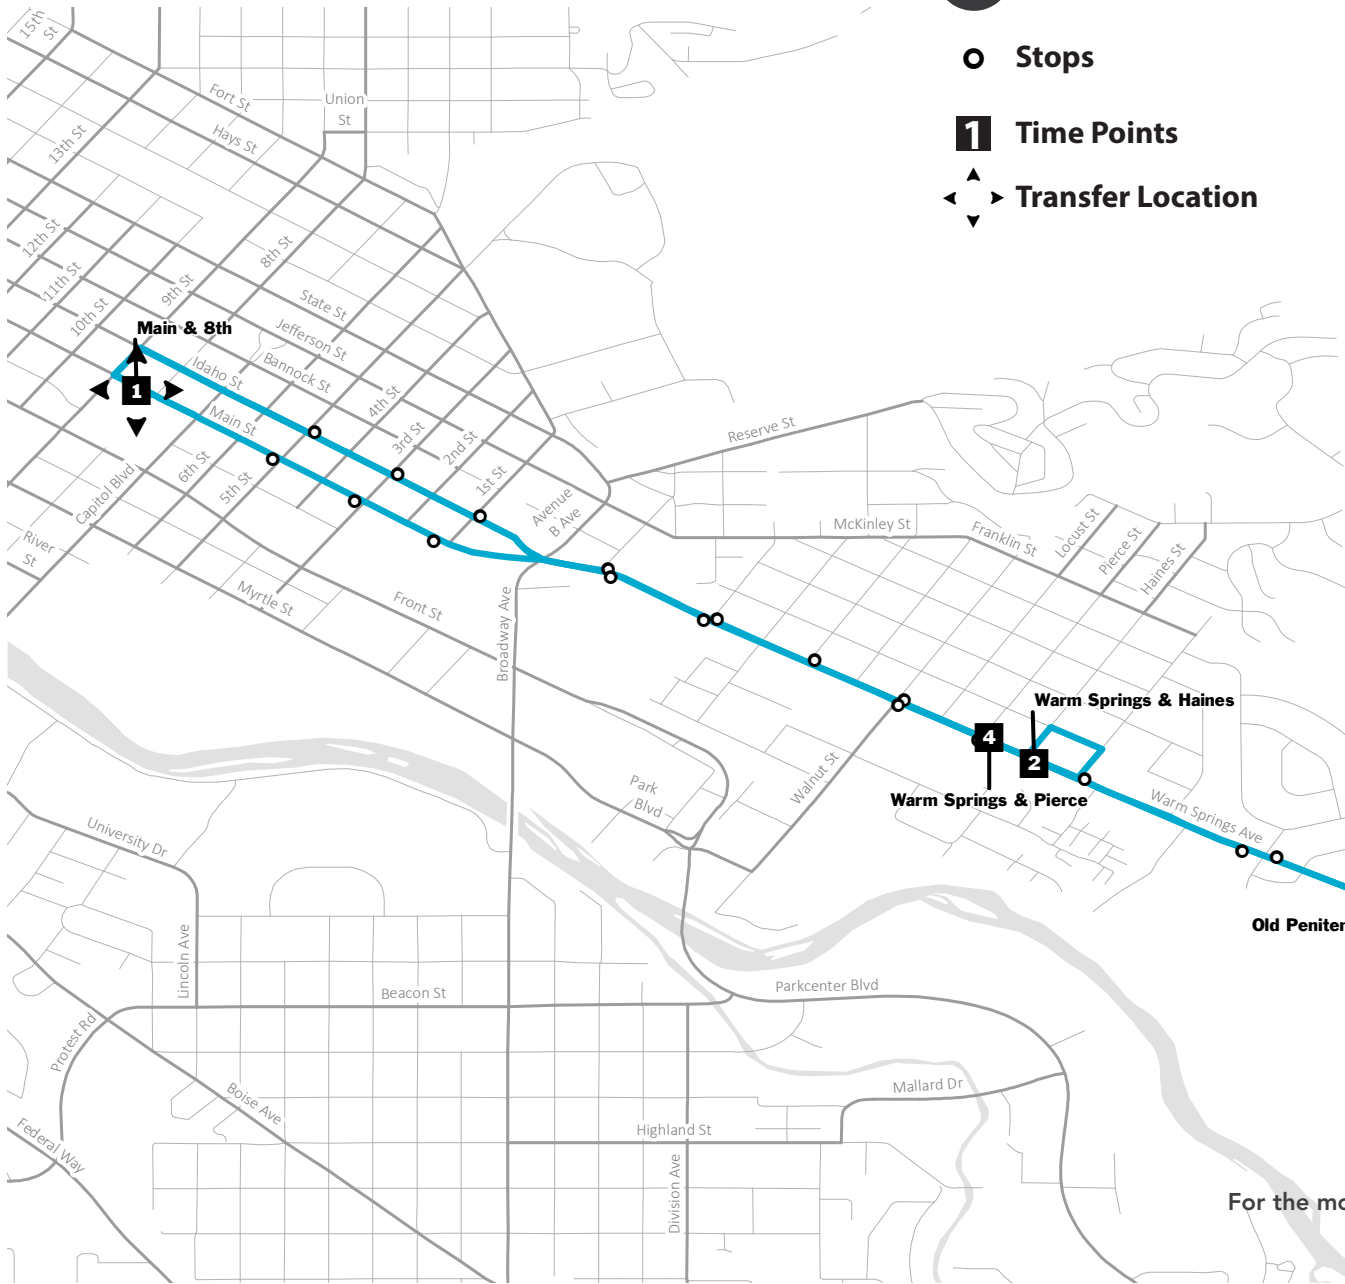 Stops
1
Time Points
Transfer Location
15th
St
Fort St
Union
St
Hays St
13th St
12th St
11th St
10th St
9th St
8th St
State St
Jefferson St
Bannock St
Idaho St
Main St
Main & 8th
1
4th St
3rd St
2nd St
1st St
6th St
5th St
Capitol Blvd
River
St
Myrtle St
Front St
Avenue
B Ave
Broadway Ave
Reserve St
McKinley St
Franklin St
Locust St
Pierce St
Haines St
Warm Springs & Haines
4
2
Warm Springs & Pierce
Walnut St
Warm Springs Ave
Park
Blvd
University Dr
Lincoln Ave
Old Peniten
Beacon St
Parkcenter Blvd
Protest Rd
Boise Ave
Mallard Dr
Federal Way
Highland St
Division Ave
For the mo